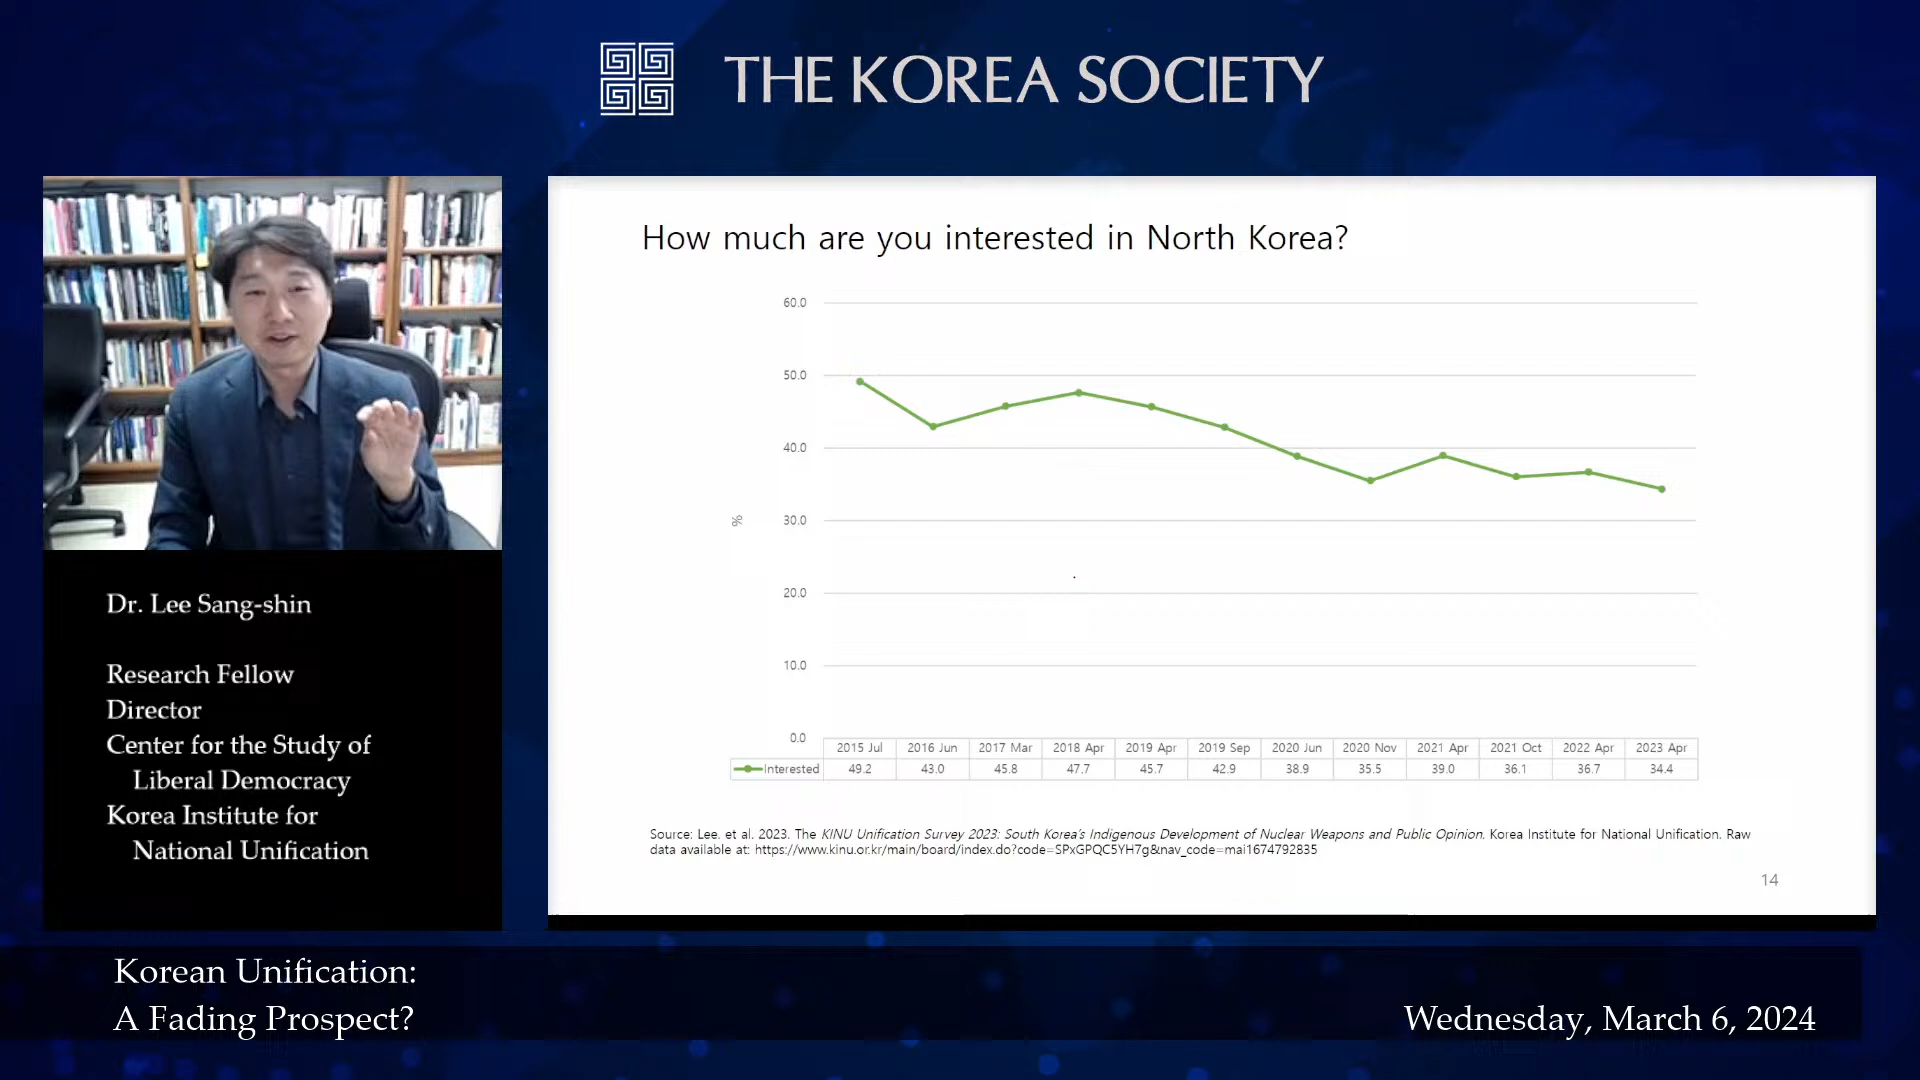 THE KOREA SOCIETY
Dr. Lee Sang-shin
Research Fellow
Director
Center for the Study of
Liberal Democracy
Korea Institute for
National Unification
How much are you interested in North Korea?
60.0
50.0
40.0
30.0
20.0
10.0
0.0
%
2015 Jul 2016 Jun 2017 Mar 2018 Apr 2019 Apr 2019 Sep 2020 Jun 2020 Nov 2021 Apr 2021 Oct 2022 Apr 2023 Apr
Interested 49.2 43.0 45.8 47.7 45.7 42.9 38.9 35.5 39.0 36.1 36.7 34.4
Source: Lee. et al. 2023. The KINU Unification Survey 2023: South Korea's Indigenous Development of Nuclear Weapons and Public Opinion. Korea Institute for National Unification. Raw
data available at: https://www.kinu.or.kr/main/board/index.do?code=SPxGPQC5YH7g&nav_code=mai1674792835
14
Korean Unification:
A Fading Prospect?
Wednesday, March 6, 2024